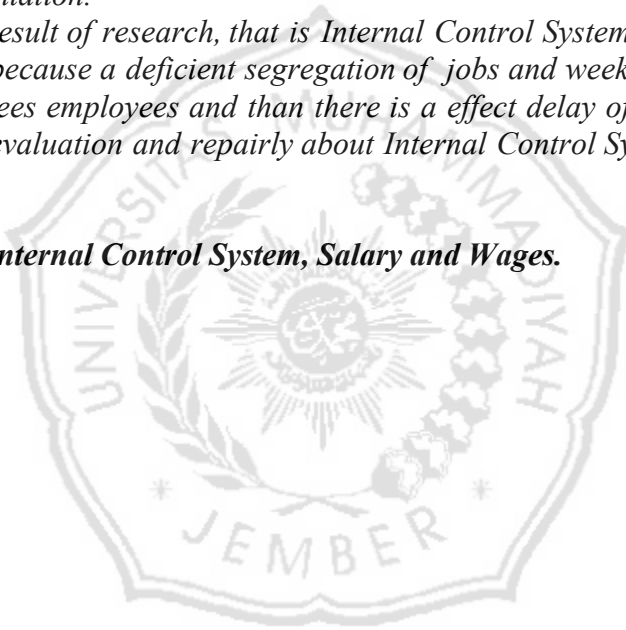 ntation.
esult of research, that is Internal Control System
because a deficient segregation of jobs and week
ees employees and than there is a effect delay of
evaluation and repairly about Internal Control Sy
nternal Control System, Salary and Wages.
UNIVERSITAS MUHAMMADIYAH
JEMBER